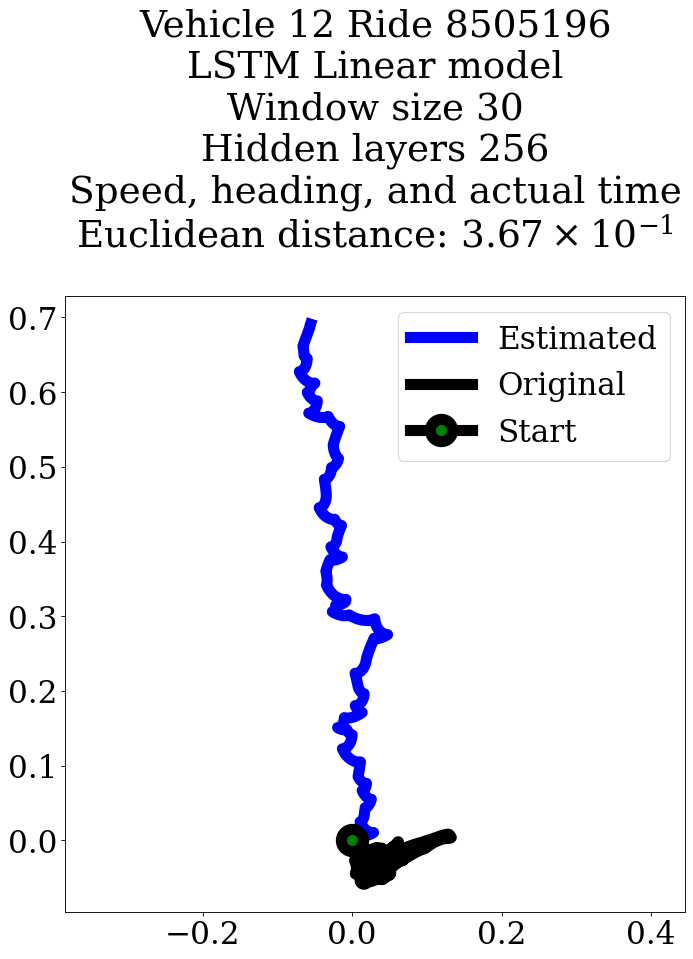 Vehicle 12 Ride 8505196
LSTM Linear model
Window size 30
Hidden layers 256
Speed, heading, and actual time
Euclidean distance: 3.67 × 10⁻¹
Estimated
Original
Start
0.7
0.6
0.5
0.4
0.3
0.2
0.1
0.0
−0.2 0.0 0.2 0.4